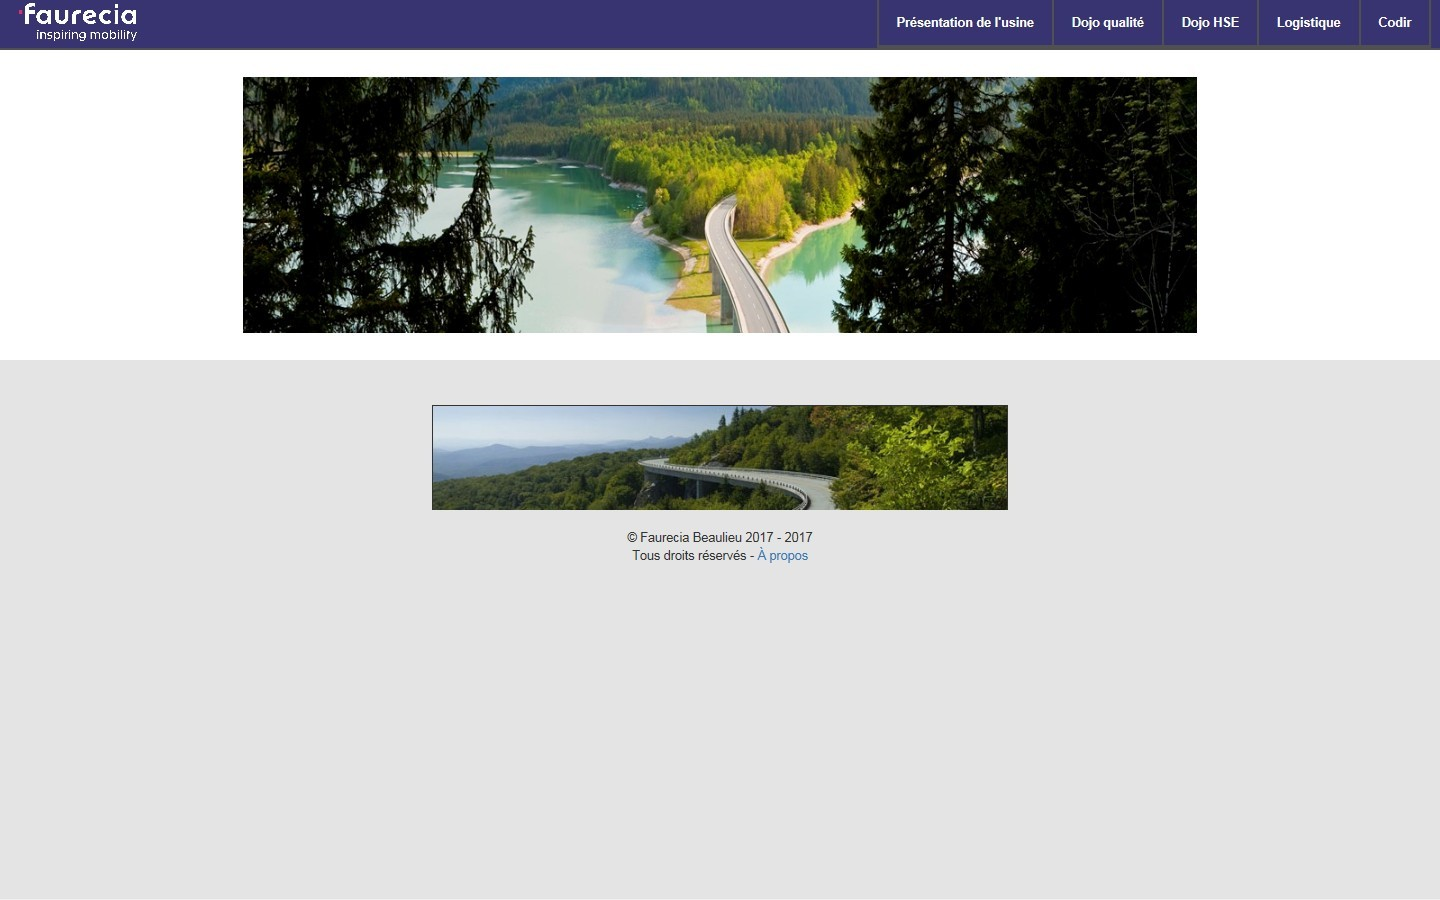 faurecia
inspiring mobility
Présentation de l'usine
Dojo qualité
Dojo HSE
Logistique
Codir
© Faurecia Beaulieu 2017 - 2017
Tous droits réservés - À propos